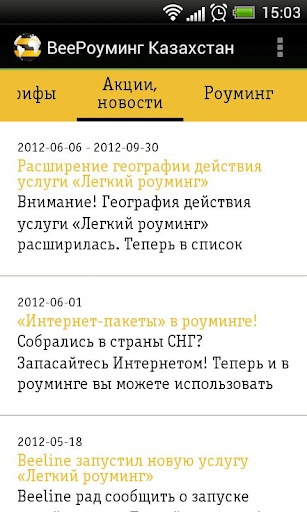 15:03
BeeРоуминг Казахстан
рифы
Акции,
новости
Роуминг
2012-06-06 - 2012-09-30
Расширение географии действия
услуги «Легкий роуминг»
Внимание! География действия
услуги «Легкий роуминг»
расширилась. Теперь в список
2012-06-01
«Интернет-пакеты» в роуминге!
Собрались в страны СНГ?
Запасайтесь Интернетом! Теперь и в
роуминге вы можете использовать
2012-05-18
Beeline запустил новую услугу
«Легкий роуминг»
Beeline рад сообщить о запуске